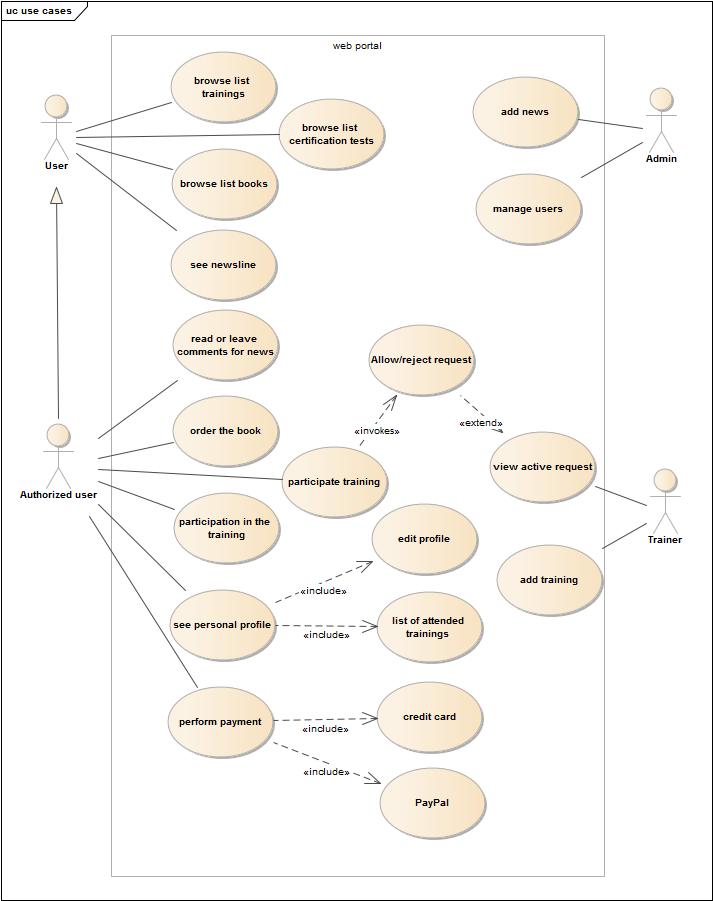 uc use cases
web portal
browse list
trainings
browse list
certification tests
add news
User
Admin
browse list books
manage users
see newsline
read or leave
comments for news
Allow/reject request
order the book
«invokes»
«extend»
Authorized user
participate training
view active request
participation in the
training
edit profile
Trainer
add training
«include»
see personal profile
list of attended
trainings
«include»
perform payment
credit card
«include»
«include»
PayPal